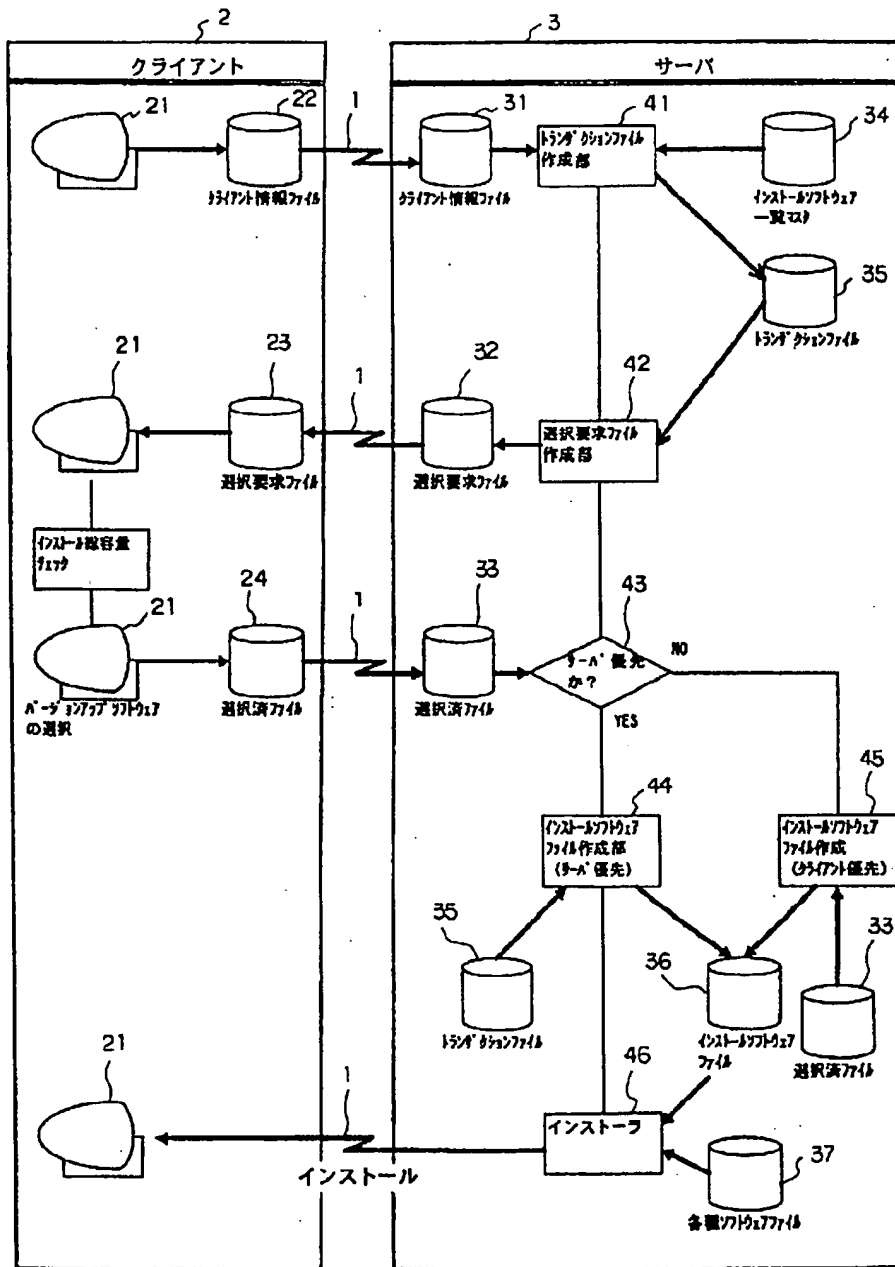 2
3
クライアント
サーバ
21
22
1
31
41
34
トランザクションファイル
作成部
クライアント情報ファイル
クライアント情報ファイル
インストールソフトウェア
一覧マスタ
35
トランザクションファイル
21
23
1
32
42
選択要求ファイル
作成部
選択要求ファイル
選択要求ファイル
インストール総容量
チェック
21
24
1
33
43
サーバ優先
か?
NO
YES
バージョンアップソフトウェア
の選択
選択済ファイル
選択済ファイル
44
45
インストールソフトウェア
ファイル作成部
(サーバ優先)
インストールソフトウェア
ファイル作成
(クライアント優先)
35
36
33
トランザクションファイル
インストールソフトウェア
ファイル
選択済ファイル
21
1
46
インストーラ
インストール
37
各種ソフトウェアファイル